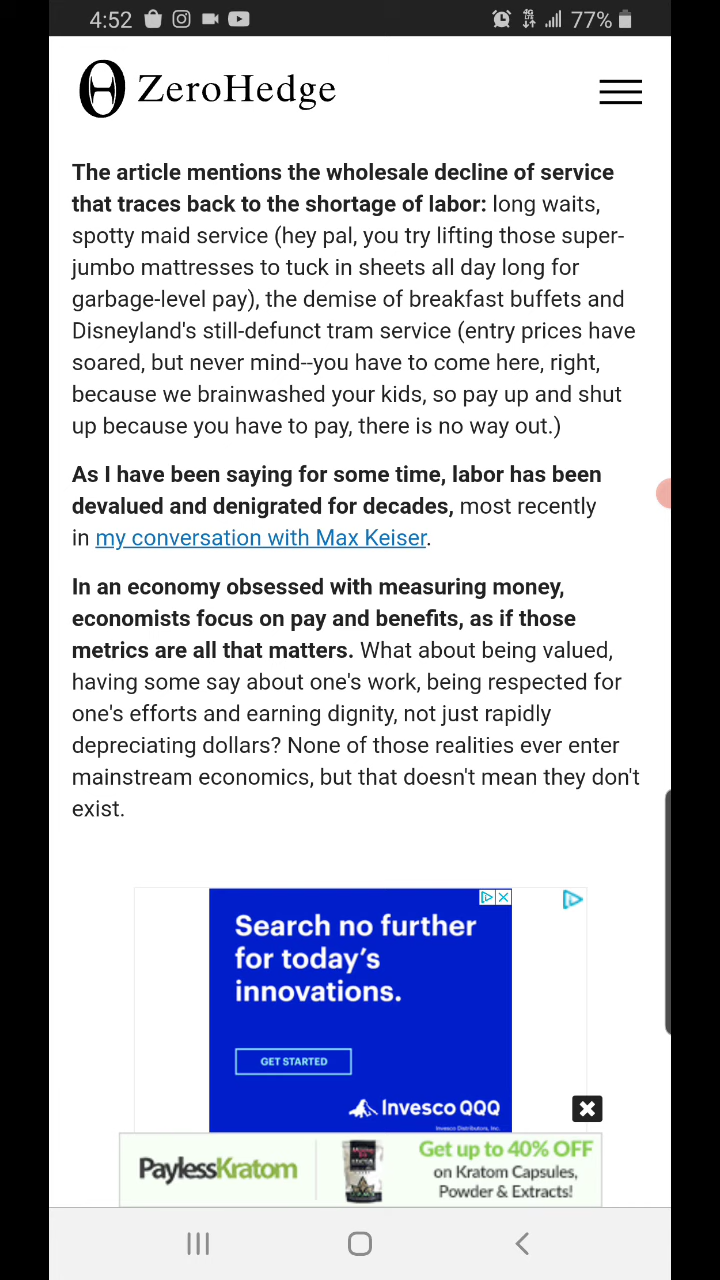 4:52
4G
77%
ZeroHedge
The article mentions the wholesale decline of service
that traces back to the shortage of labor: long waits,
spotty maid service (hey pal, you try lifting those super-
jumbo mattresses to tuck in sheets all day long for
garbage-level pay), the demise of breakfast buffets and
Disneyland's still-defunct tram service (entry prices have
soared, but never mind--you have to come here, right,
because we brainwashed your kids, so pay up and shut
up because you have to pay, there is no way out.)
As I have been saying for some time, labor has been
devalued and denigrated for decades, most recently
in my conversation with Max Keiser.
In an economy obsessed with measuring money,
economists focus on pay and benefits, as if those
metrics are all that matters. What about being valued,
having some say about one's work, being respected for
one's efforts and earning dignity, not just rapidly
depreciating dollars? None of those realities ever enter
mainstream economics, but that doesn't mean they don't
exist.
Search no further
for today's
innovations.
GET STARTED
Invesco QQQ
Invesco Distributors, Inc.
PaylessKratom
Get up to 40% OFF
on Kratom Capsules,
Powder & Extracts!